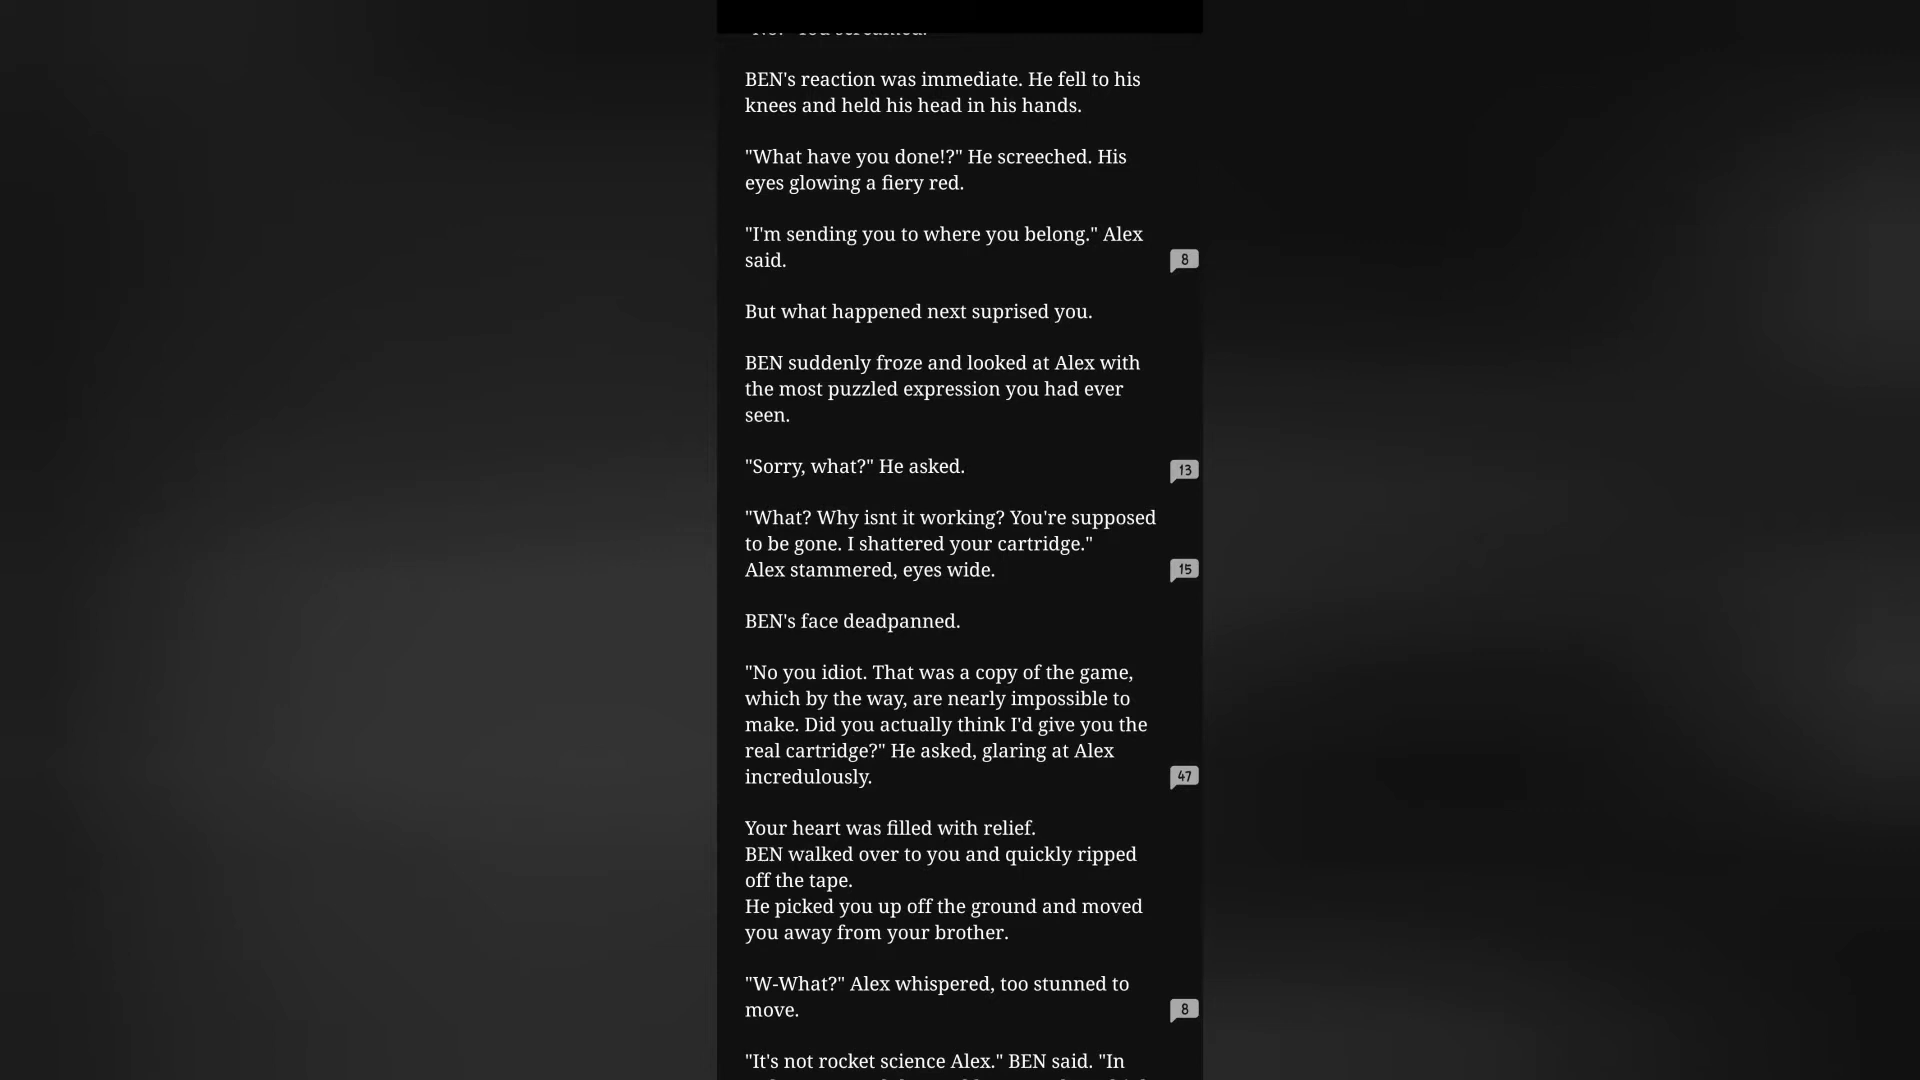 "No!" You screamed.
BEN's reaction was immediate. He fell to his
knees and held his head in his hands.
"What have you done!?" He screeched. His
eyes glowing a fiery red.
"I'm sending you to where you belong." Alex
said.
8
But what happened next suprised you.
BEN suddenly froze and looked at Alex with
the most puzzled expression you had ever
seen.
"Sorry, what?" He asked.
13
"What? Why isnt it working? You're supposed
to be gone. I shattered your cartridge."
Alex stammered, eyes wide.
15
BEN's face deadpanned.
"No you idiot. That was a copy of the game,
which by the way, are nearly impossible to
make. Did you actually think I'd give you the
real cartridge?" He asked, glaring at Alex
incredulously.
47
Your heart was filled with relief.
BEN walked over to you and quickly ripped
off the tape.
He picked you up off the ground and moved
you away from your brother.
"W-What?" Alex whispered, too stunned to
move.
8
"It's not rocket science Alex." BEN said. "In